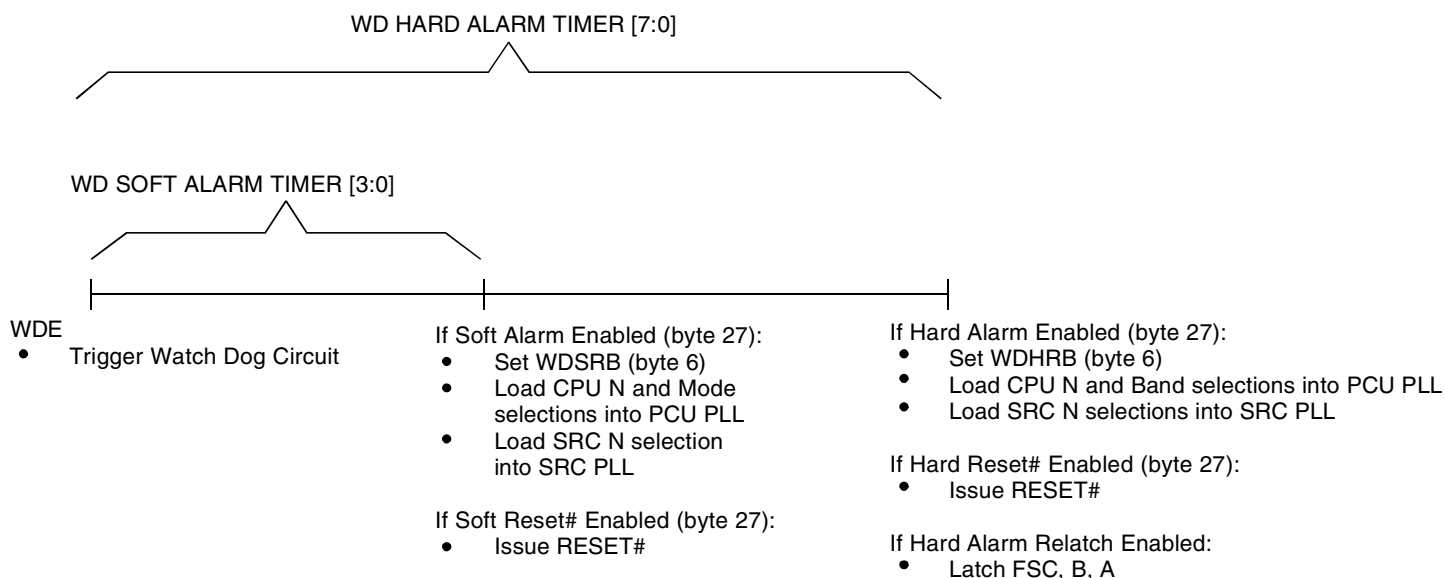 WD HARD ALARM TIMER [7:0]
WD SOFT ALARM TIMER [3:0]
WDE
• Trigger Watch Dog Circuit
If Soft Alarm Enabled (byte 27):
• Set WDSRB (byte 6)
• Load CPU N and Mode
selections into PCU PLL
• Load SRC N selection
into SRC PLL
If Soft Reset# Enabled (byte 27):
• Issue RESET#
If Hard Alarm Enabled (byte 27):
• Set WDHRB (byte 6)
• Load CPU N and Band selections into PCU PLL
• Load SRC N selections into SRC PLL
If Hard Reset# Enabled (byte 27):
• Issue RESET#
If Hard Alarm Relatch Enabled:
• Latch FSC, B, A